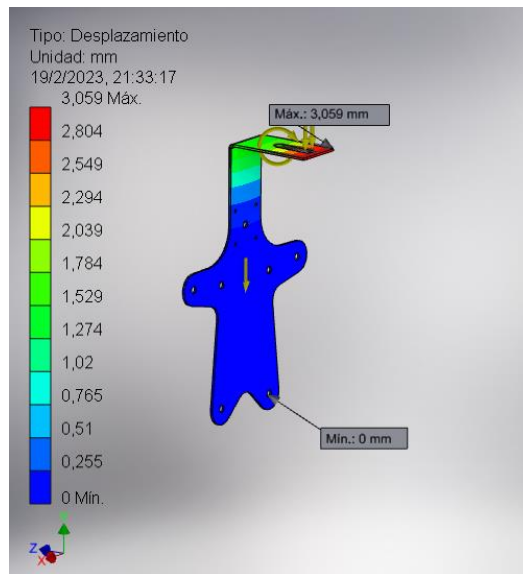 Tipo: Desplazamiento
Unidad: mm
19/2/2023, 21:33:17
3,059 Máx.
2,804
2,549
2,294
2,039
1,784
1,529
1,274
1,02
0,765
0,51
0,255
0 Mín.
Máx.: 3,059 mm
Mín.: 0 mm
Y
Z
X